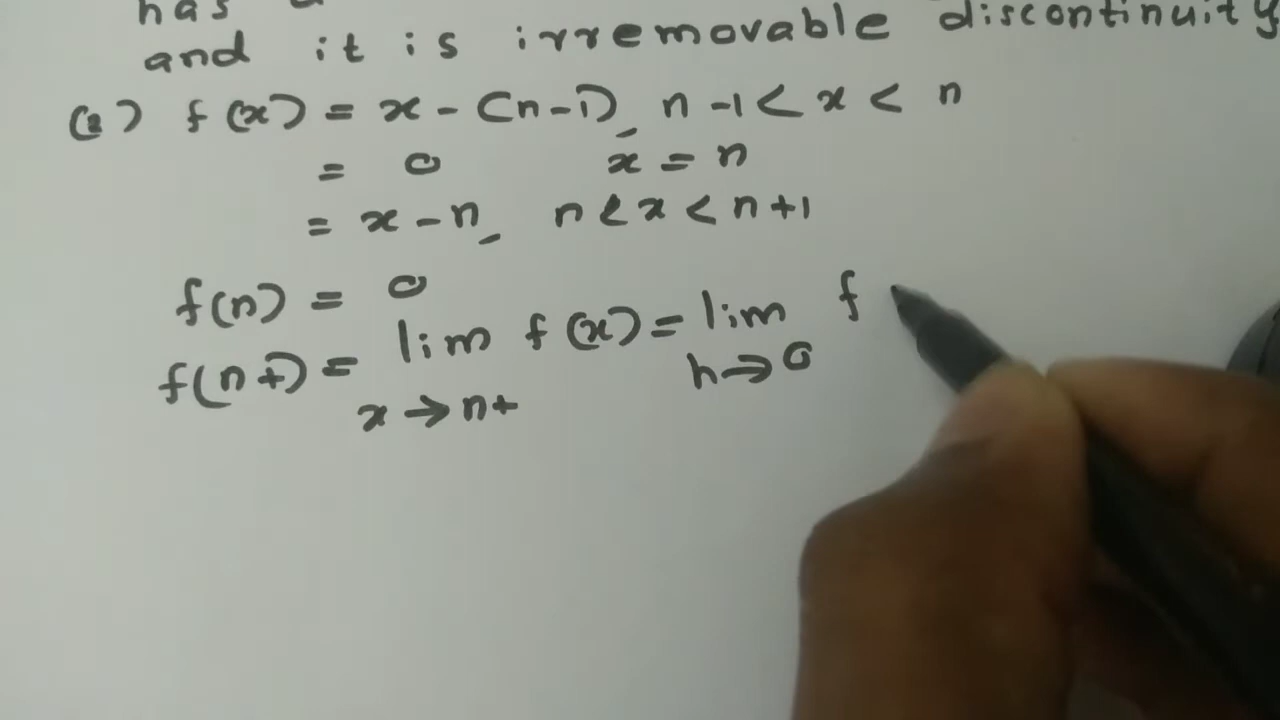 has
and it is irremovable discontinuity
(2) f(x) = x - (n-1), n-1 < x < n
= 0 x = n
= x - n, n < x < n+1
f(n) = 0
f(n+) = lim f(x) = lim f
x → n+ h → 0